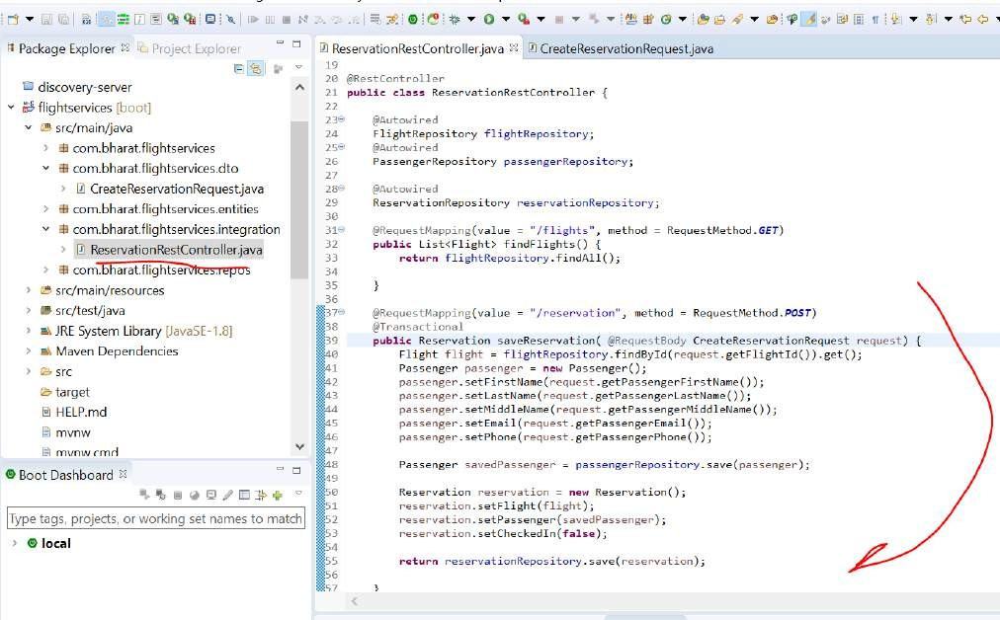 Package Explorer
Project Explorer
discovery-server
flightservices [boot]
src/main/java
com.bharat.flightservices
com.bharat.flightservices.dto
CreateReservationRequest.java
com.bharat.flightservices.entities
com.bharat.flightservices.integration
ReservationRestController.java
com.bharat.flightservices.repos
src/main/resources
src/test/java
JRE System Library [JavaSE-1.8]
Maven Dependencies
src
target
HELP.md
mvnw
mvnw.cmd
Boot Dashboard
Type tags, projects, or working set names to match
local
ReservationRestController.java
CreateReservationRequest.java
19
20 @RestController
21 public class ReservationRestController {
22
23 @Autowired
24 FlightRepository flightRepository;
25 @Autowired
26 PassengerRepository passengerRepository;
27
28 @Autowired
29 ReservationRepository reservationRepository;
30
31 @RequestMapping(value = "/flights", method = RequestMethod.GET)
32 public List<Flight> findFlights() {
33 return flightRepository.findAll();
34
35 }
36
37 @RequestMapping(value = "/reservation", method = RequestMethod.POST)
38 @Transactional
39 public Reservation saveReservation( @RequestBody CreateReservationRequest request) {
40 Flight flight = flightRepository.findById(request.getFlightId()).get();
41 Passenger passenger = new Passenger();
42 passenger.setFirstName(request.getPassengerFirstName());
43 passenger.setLastName(request.getPassengerLastName());
44 passenger.setMiddleName(request.getPassengerMiddleName());
45 passenger.setEmail(request.getPassengerEmail());
46 passenger.setPhone(request.getPassengerPhone());
47
48 Passenger savedPassenger = passengerRepository.save(passenger);
49
50 Reservation reservation = new Reservation();
51 reservation.setFlight(flight);
52 reservation.setPassenger(savedPassenger);
53 reservation.setCheckedIn(false);
54
55 return reservationRepository.save(reservation);
56
57 }